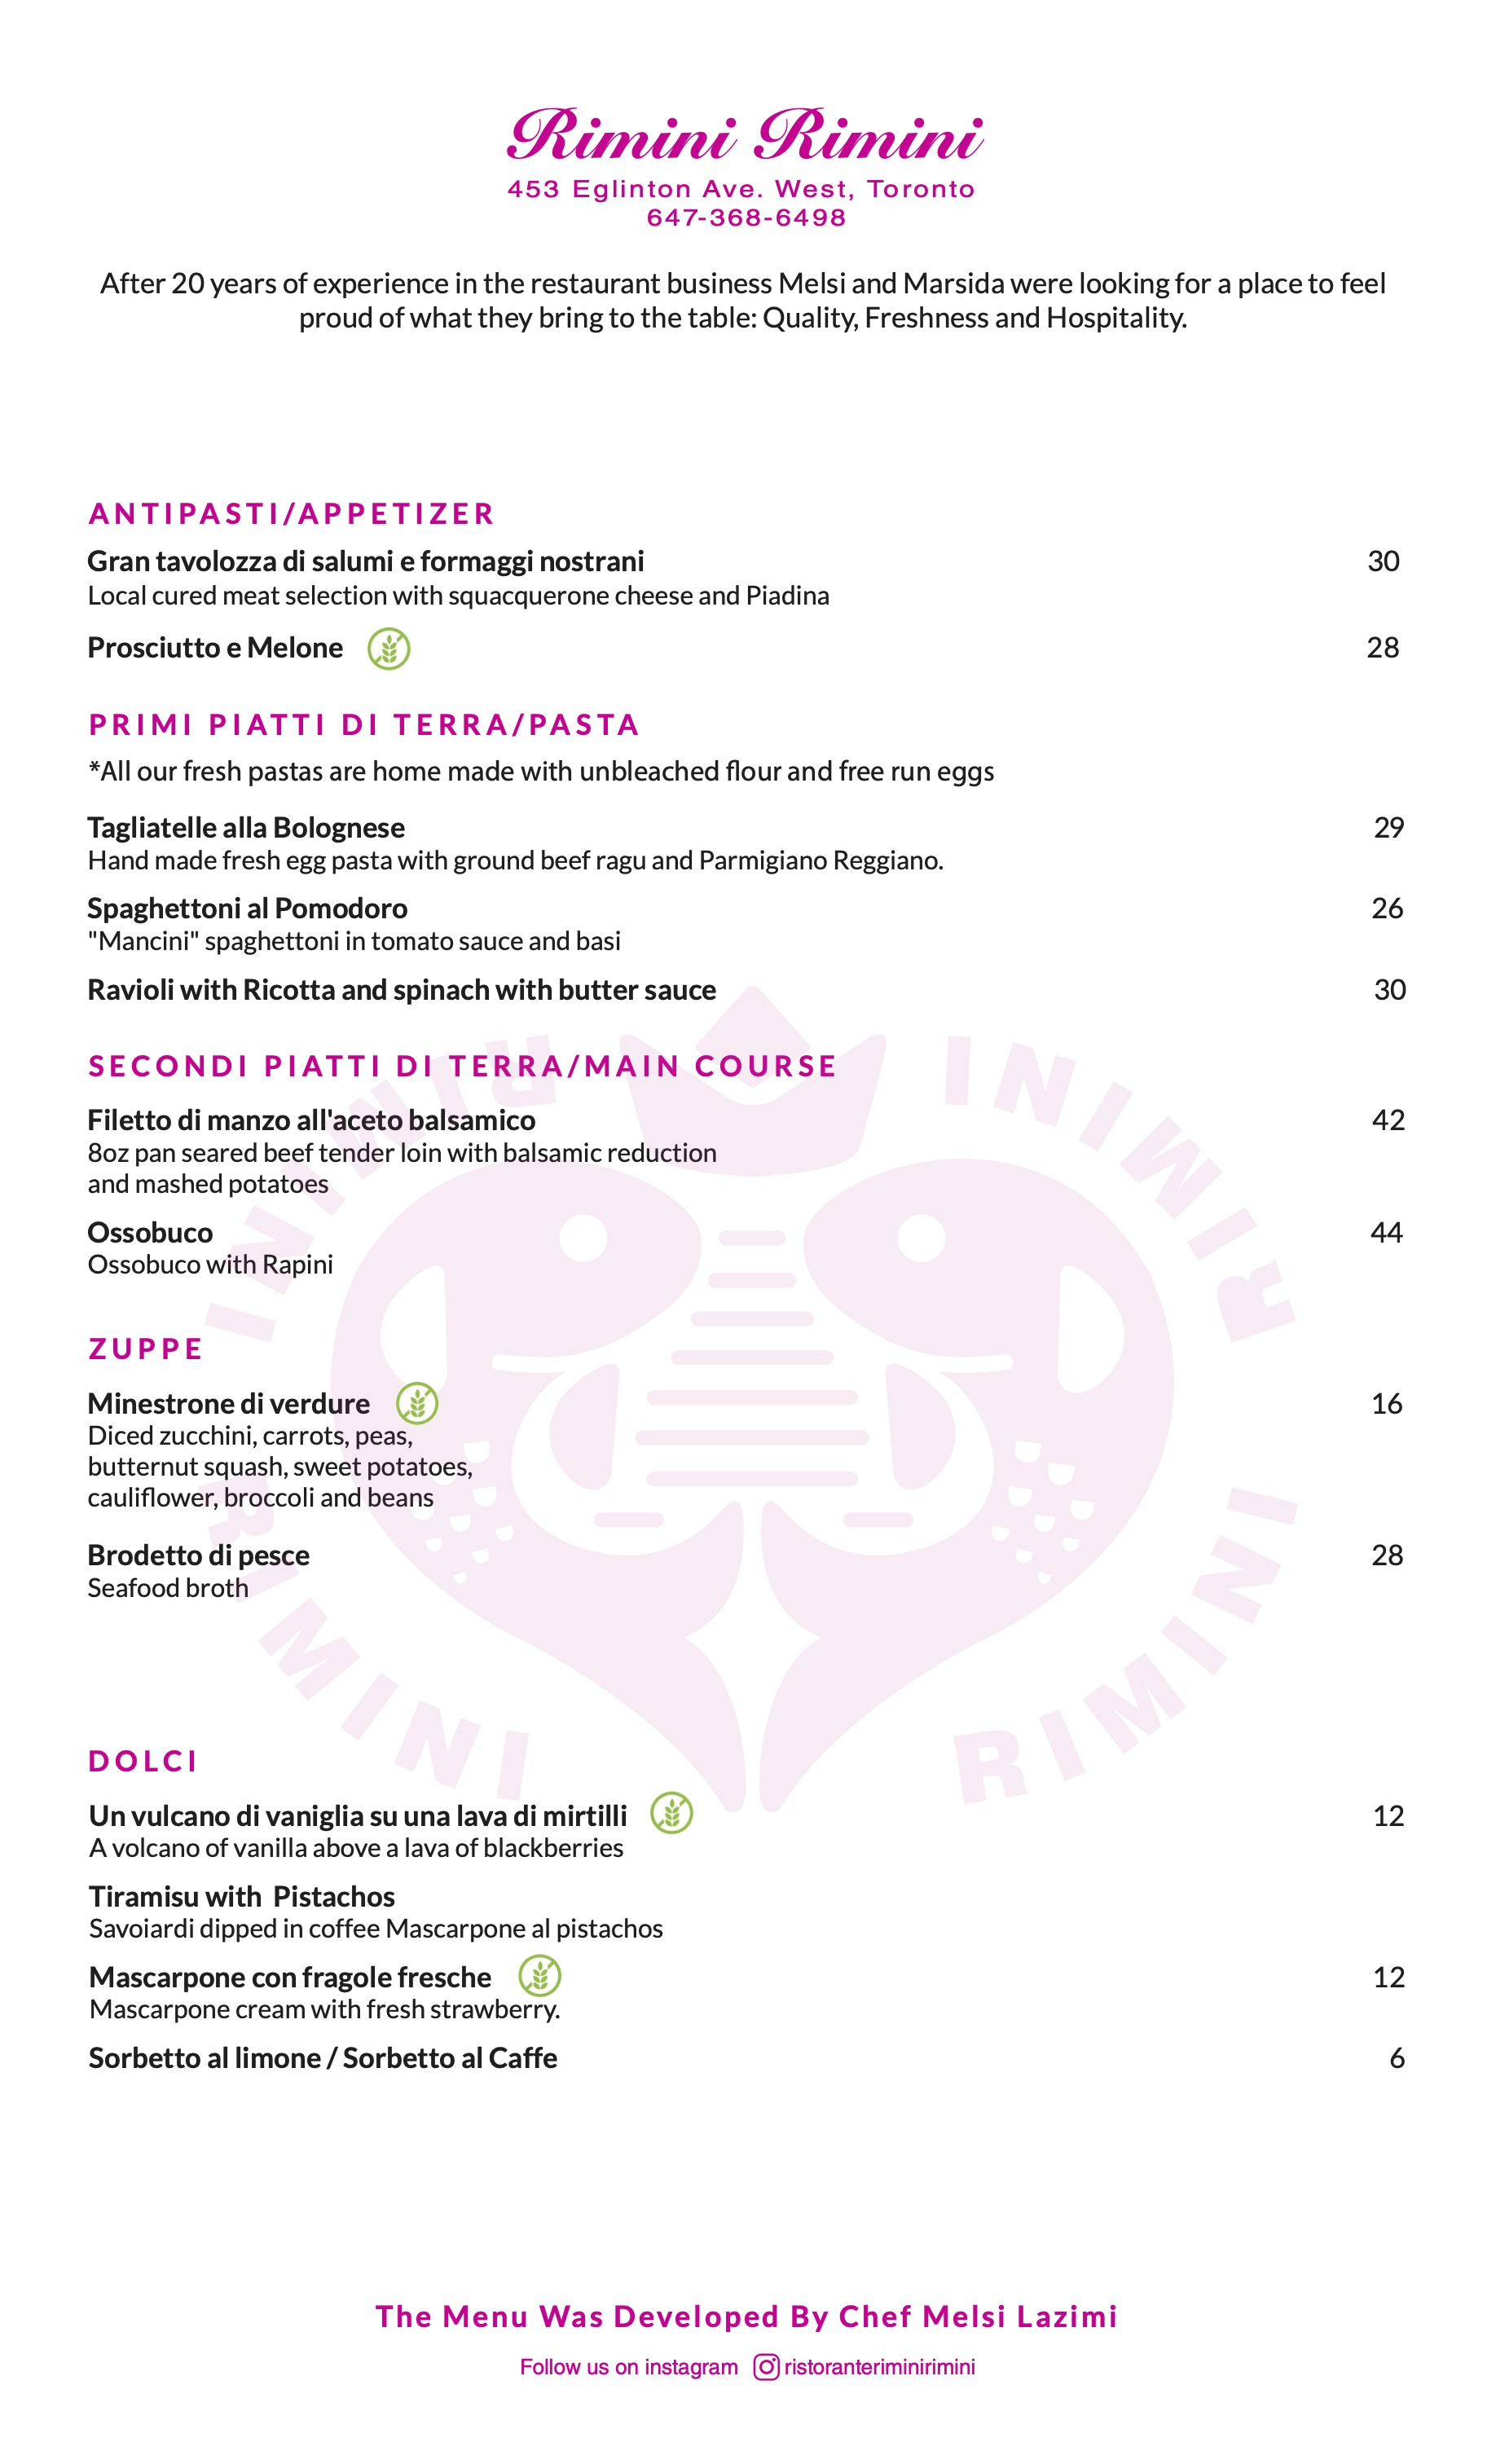 Rimini Rimini
453 Eglinton Ave. West, Toronto
647-368-6498
After 20 years of experience in the restaurant business Melsi and Marsida were looking for a place to feel
proud of what they bring to the table: Quality, Freshness and Hospitality.
ANTIPASTI/APPETIZER
Gran tavolozza di salumi e formaggi nostrani 30
Local cured meat selection with squacquerone cheese and Piadina
Prosciutto e Melone 28
PRIMI PIATTI DI TERRA/PASTA
*All our fresh pastas are home made with unbleached flour and free run eggs
Tagliatelle alla Bolognese 29
Hand made fresh egg pasta with ground beef ragu and Parmigiano Reggiano.
Spaghettoni al Pomodoro 26
"Mancini" spaghettoni in tomato sauce and basi
Ravioli with Ricotta and spinach with butter sauce 30
SECONDI PIATTI DI TERRA/MAIN COURSE
Filetto di manzo all'aceto balsamico 42
8oz pan seared beef tender loin with balsamic reduction
and mashed potatoes
Ossobuco 44
Ossobuco with Rapini
ZUPPE
Minestrone di verdure 16
Diced zucchini, carrots, peas,
butternut squash, sweet potatoes,
cauliflower, broccoli and beans
Brodetto di pesce 28
Seafood broth
DOLCI
Un vulcano di vaniglia su una lava di mirtilli 12
A volcano of vanilla above a lava of blackberries
Tiramisu with Pistachos
Savoiardi dipped in coffee Mascarpone al pistachos
Mascarpone con fragole fresche 12
Mascarpone cream with fresh strawberry.
Sorbetto al limone / Sorbetto al Caffe 6
The Menu Was Developed By Chef Melsi Lazimi
Follow us on instagram ristoranteriminirimini
RIMINI
RIMINI
RIMINI
RIMINI